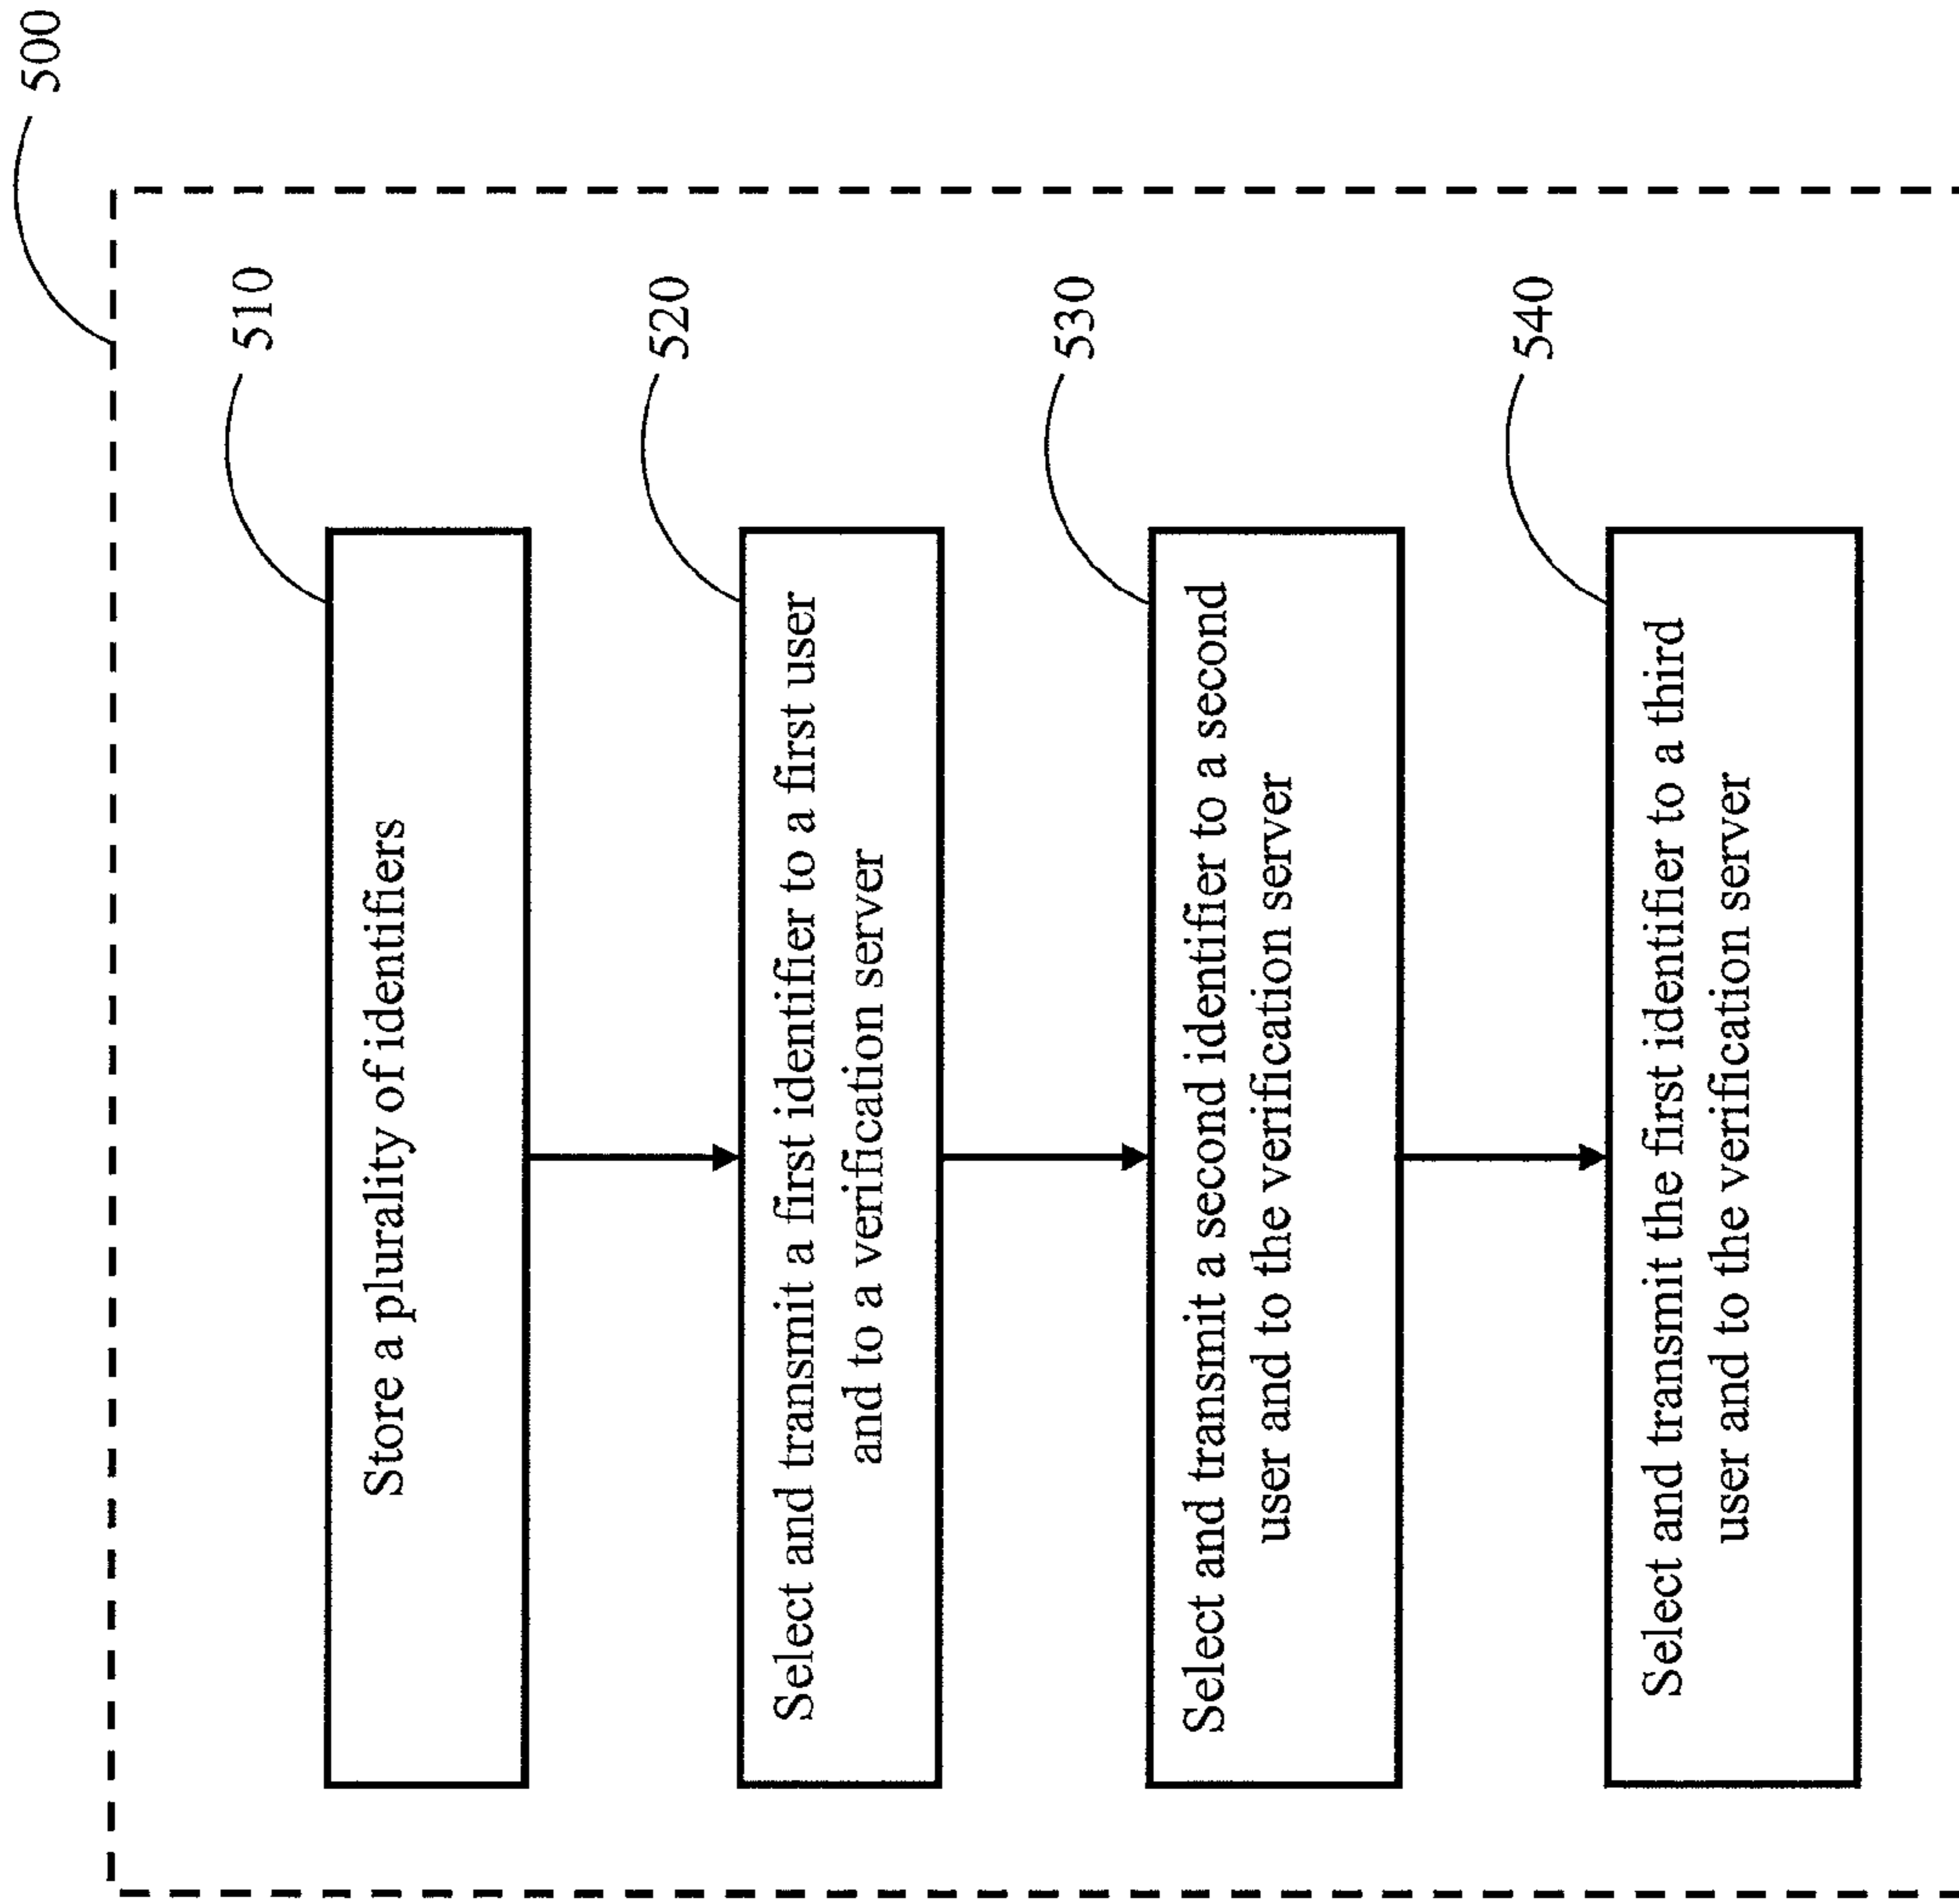 500
510
Store a plurality of identifiers
520
Select and transmit a first identifier to a first user
and to a verification server
530
Select and transmit a second identifier to a second
user and to the verification server
540
Select and transmit the first identifier to a third
user and to the verification server